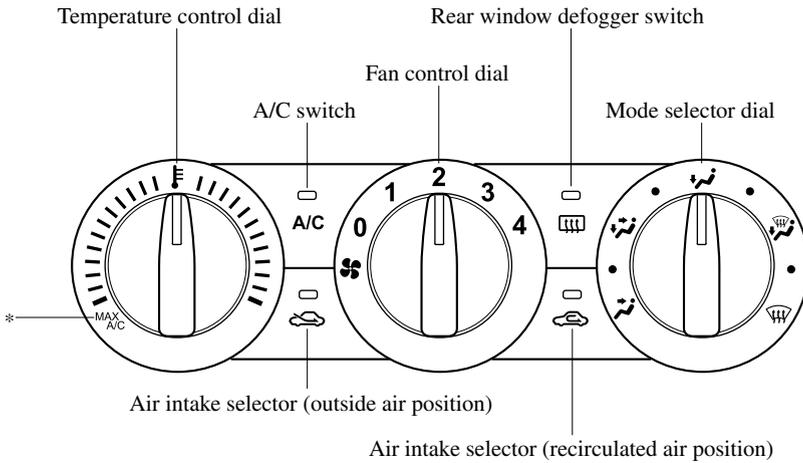 Temperature control dial
Rear window defogger switch
Fan control dial
A/C switch
Mode selector dial
2
1
3
A/C
0
4
*
MAX
A/C
Air intake selector (outside air position)
Air intake selector (recirculated air position)